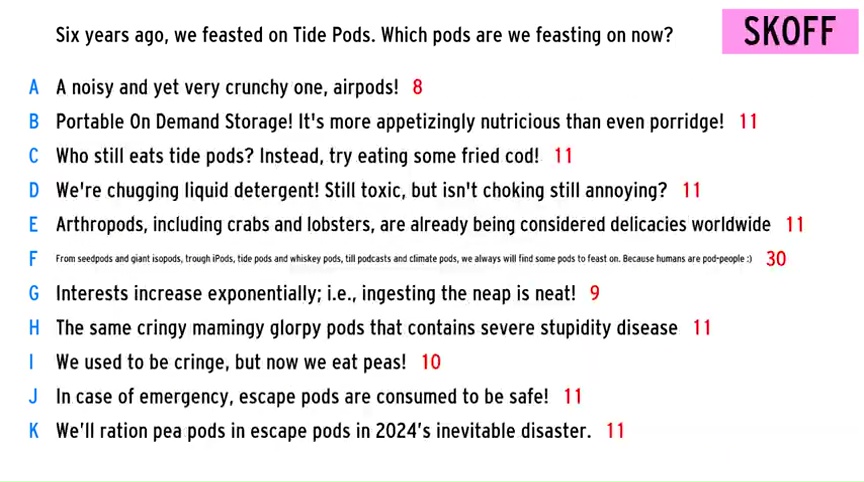 Six years ago, we feasted on Tide Pods. Which pods are we feasting on now?
SKOFF
A A noisy and yet very crunchy one, airpods! 8
B Portable On Demand Storage! It's more appetizingly nutricious than even porridge! 11
C Who still eats tide pods? Instead, try eating some fried cod! 11
D We're chugging liquid detergent! Still toxic, but isn't choking still annoying? 11
E Arthropods, including crabs and lobsters, are already being considered delicacies worldwide 11
F From seedpods and giant isopods, trough iPods, tide pods and whiskey pods, till podcasts and climate pods, we always will find some pods to feast on. Because humans are pod-people :) 30
G Interests increase exponentially; i.e., ingesting the neap is neat! 9
H The same cringy mamingy glorpy pods that contains severe stupidity disease 11
I We used to be cringe, but now we eat peas! 10
J In case of emergency, escape pods are consumed to be safe! 11
K We'll ration pea pods in escape pods in 2024's inevitable disaster. 11